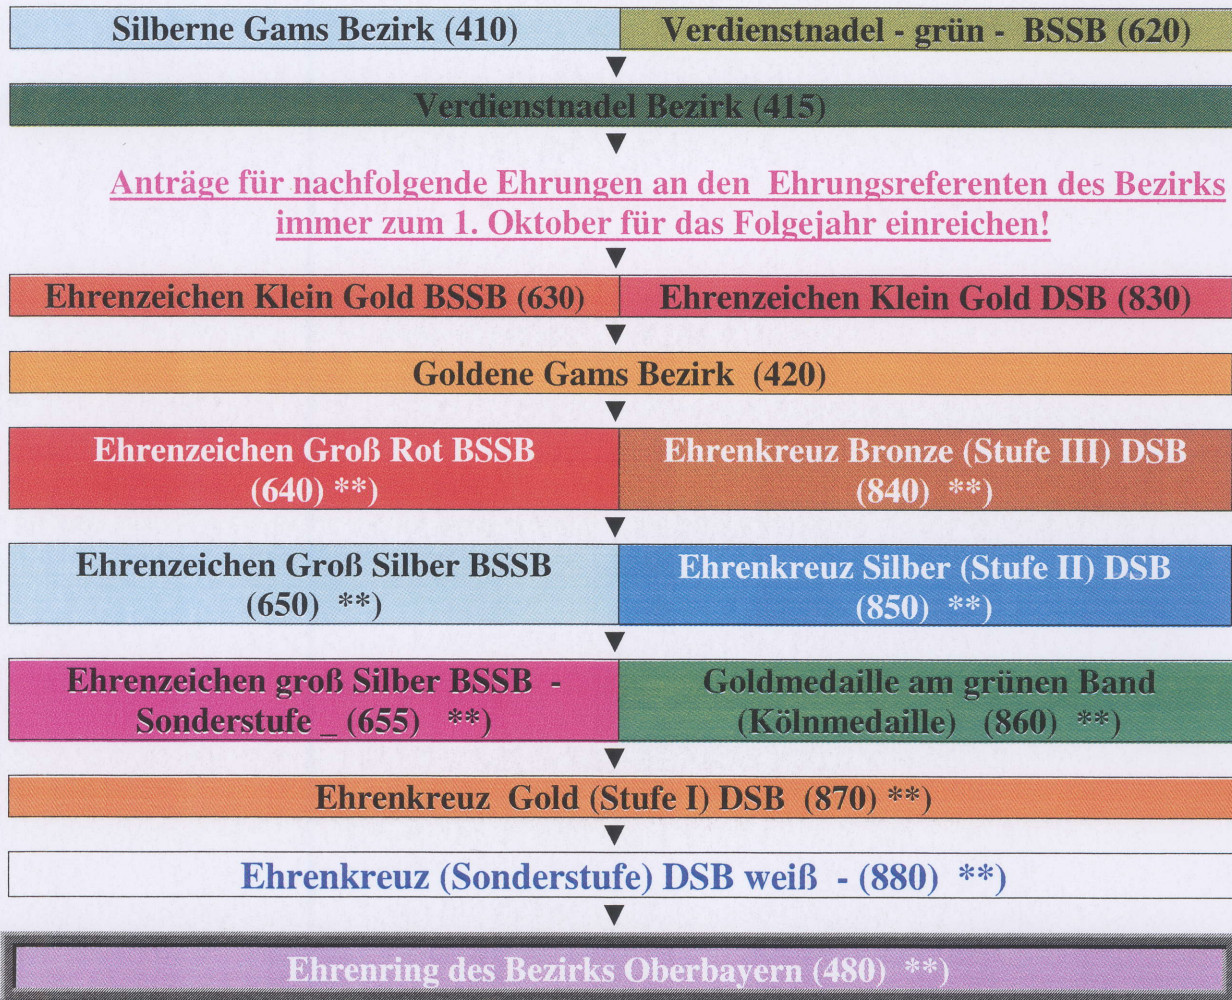 Silberne Gams Bezirk (410)
Verdienstnadel - grün - BSSB (620)
Verdienstnadel Bezirk (415)
Anträge für nachfolgende Ehrungen an den Ehrungsreferenten des Bezirks
immer zum 1. Oktober für das Folgejahr einreichen!
Ehrenzeichen Klein Gold BSSB (630)
Ehrenzeichen Klein Gold DSB (830)
Goldene Gams Bezirk (420)
Ehrenzeichen Groß Rot BSSB
(640) **)
Ehrenkreuz Bronze (Stufe III) DSB
(840) **)
Ehrenzeichen Groß Silber BSSB
(650) **)
Ehrenkreuz Silber (Stufe II) DSB
(850) **)
Ehrenzeichen groß Silber BSSB -
Sonderstufe _ (655) **)
Goldmedaille am grünen Band
(Kölnmedaille) (860) **)
Ehrenkreuz Gold (Stufe I) DSB (870) **)
Ehrenkreuz (Sonderstufe) DSB weiß - (880) **)
Ehrenring des Bezirks Oberbayern (480) **)